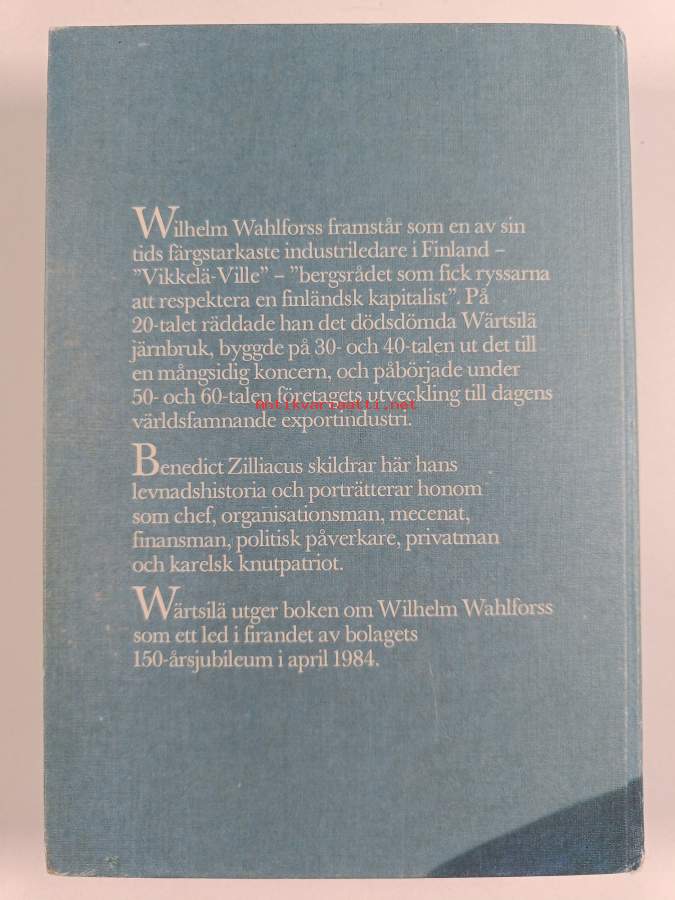 Wilhelm Wahlforss framstår som en av sin
tids färgstarkaste industriledare i Finland –
”Vikkelä-Ville” – ”bergsrådet som fick ryssarna
att respektera en finländsk kapitalist”. På
20-talet räddade han det dödsdömda Wärtsilä
järnbruk, byggde på 30- och 40-talen ut det till
en mångsidig koncern, och påbörjade under
50- och 60-talen företagets utveckling till dagens
antikvariaatti.net
världsfamnande exportindustri.
Benedict Zilliacus skildrar här hans
levnadshistoria och porträtterar honom
som chef, organisationsman, mecenat,
finansman, politisk påverkare, privatman
och karelsk knutpatriot.
Wärtsilä utger boken om Wilhelm Wahlforss
som ett led i firandet av bolagets
150-årsjubileum i april 1984.